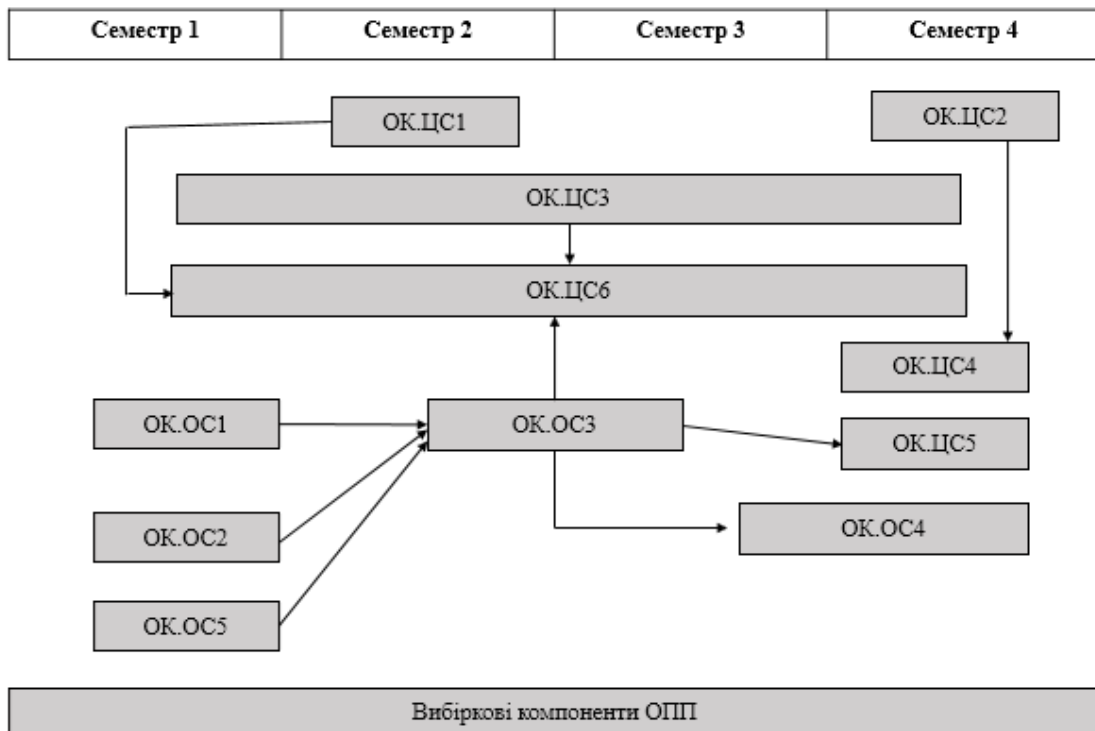 Семестр 1 Семестр 2 Семестр 3 Семестр 4
ОК.ЦС1 ОК.ЦС2
ОК.ЦС3
ОК.ЦС6
ОК.ЦС4
ОК.ОС1 ОК.ОС3 ОК.ЦС5
ОК.ОС2 ОК.ОС4
ОК.ОС5
Вибіркові компоненти ОПП